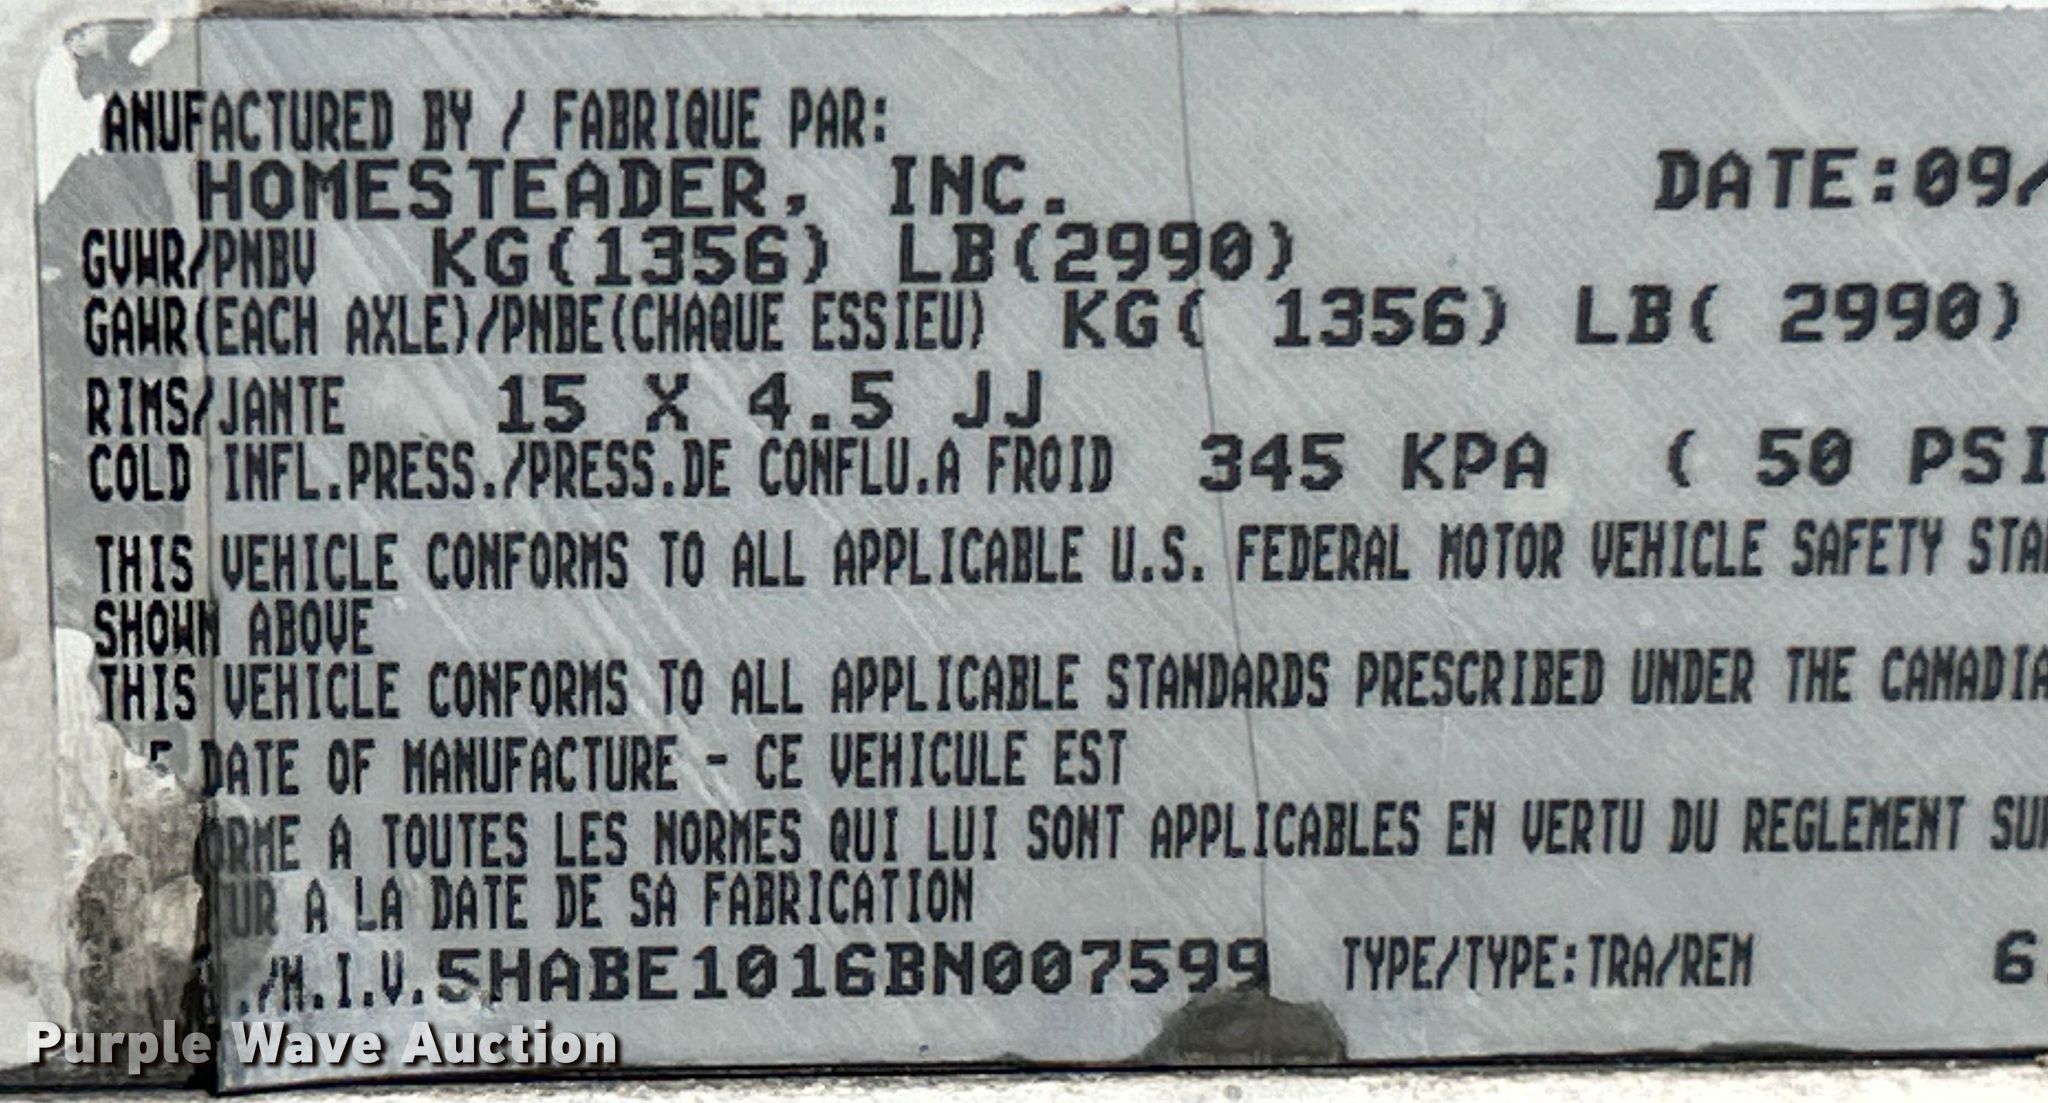 ANUFACTURED BY / FABRIQUE PAR:
HOMESTEADER, INC.
DATE:09/
GVWR/PNBV KG(1356) LB(2990)
GAWR(EACH AXLE)/PNBE(CHAQUE ESSIEU) KG( 1356) LB( 2990)
RIMS/JANTE 15 X 4.5 JJ
COLD INFL.PRESS./PRESS.DE CONFLU.A FROID 345 KPA ( 50 PSI
THIS VEHICLE CONFORMS TO ALL APPLICABLE U.S. FEDERAL MOTOR VEHICLE SAFETY STA
SHOWN ABOVE
THIS VEHICLE CONFORMS TO ALL APPLICABLE STANDARDS PRESCRIBED UNDER THE CANADIA
DATE OF MANUFACTURE - CE VEHICULE EST
ORME A TOUTES LES NORMES QUI LUI SONT APPLICABLES EN VERTU DU REGLEMENT SUR
UR A LA DATE DE SA FABRICATION
./M.I.V.5HABE1016BN007599 TYPE/TYPE:TRA/REM 6
Purple Wave Auction